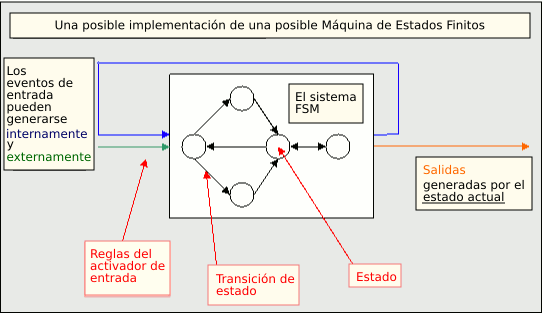 Una posible implementación de una posible Máquina de Estados Finitos
Los
eventos de
entrada
pueden
generarse
internamente
y
externamente
El sistema
FSM
Salidas
generadas por el
estado actual
Reglas del
activador de
entrada
Transición de
estado
Estado